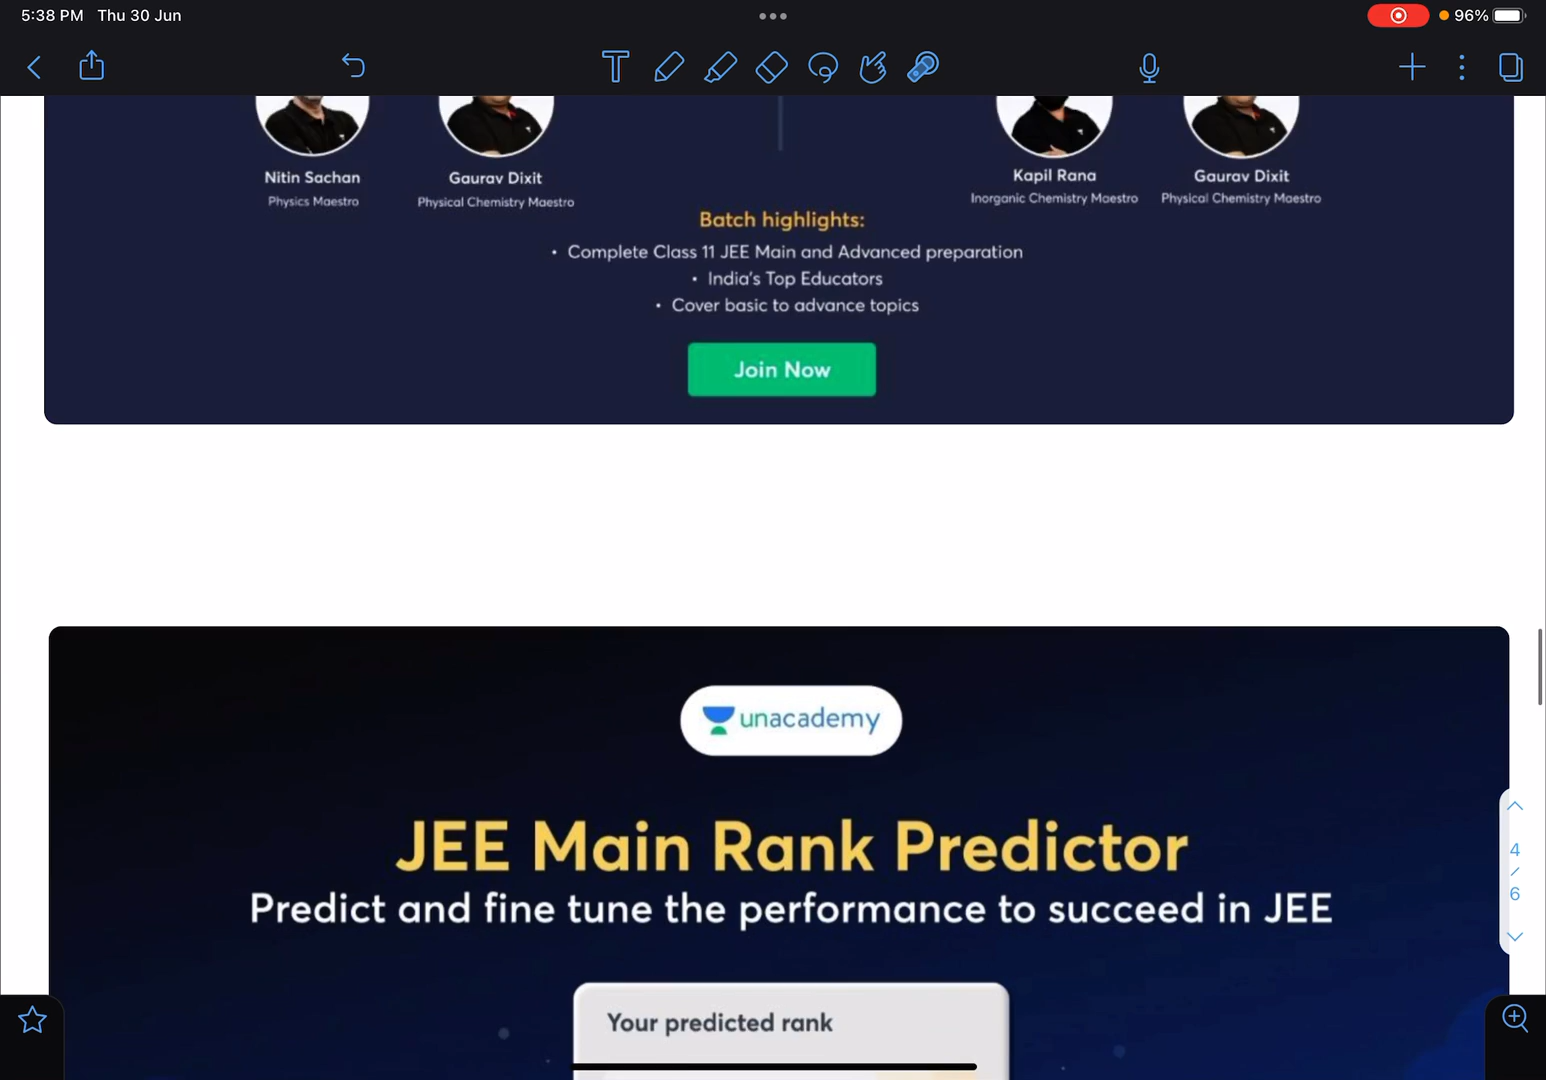 5:38 PM Thu 30 Jun
96%
Nitin Sachan
Physics Maestro
Gaurav Dixit
Physical Chemistry Maestro
Kapil Rana
Inorganic Chemistry Maestro
Gaurav Dixit
Physical Chemistry Maestro
Batch highlights:
• Complete Class 11 JEE Main and Advanced preparation
• India's Top Educators
• Cover basic to advance topics
Join Now
unacademy
JEE Main Rank Predictor
Predict and fine tune the performance to succeed in JEE
Your predicted rank
4
/
6